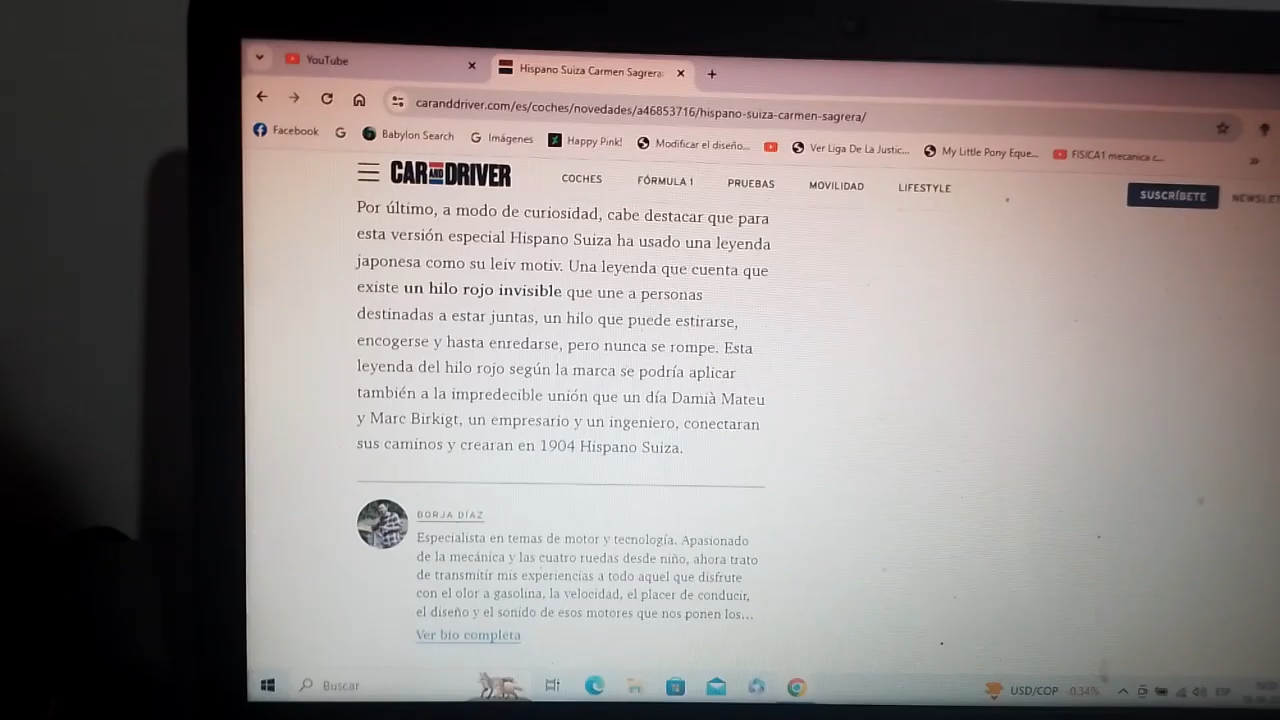 YouTube
Hispano Suiza Carmen Sagrera:
caranddriver.com/es/coches/novedades/a46853716/hispano-suiza-carmen-sagrera/
Facebook
Babylon Search
Imágenes
Happy Pink!
Modificar el diseño...
Ver Liga De La Justic...
My Little Pony Eque...
FISICA1 mecanica c...
CAR AND DRIVER
COCHES
FÓRMULA 1
PRUEBAS
MOVILIDAD
LIFESTYLE
SUSCRÍBETE
NEWSLET
Por último, a modo de curiosidad, cabe destacar que para
esta versión especial Hispano Suiza ha usado una leyenda
japonesa como su leiv motiv. Una leyenda que cuenta que
existe un hilo rojo invisible que une a personas
destinadas a estar juntas, un hilo que puede estirarse,
encogerse y hasta enredarse, pero nunca se rompe. Esta
leyenda del hilo rojo según la marca se podría aplicar
también a la impredecible unión que un día Damià Mateu
y Marc Birkigt, un empresario y un ingeniero, conectaran
sus caminos y crearan en 1904 Hispano Suiza.
BORJA DÍAZ
Especialista en temas de motor y tecnología. Apasionado
de la mecánica y las cuatro ruedas desde niño, ahora trato
de transmitir mis experiencias a todo aquel que disfrute
con el olor a gasolina, la velocidad, el placer de conducir,
el diseño y el sonido de esos motores que nos ponen los...
Ver bio completa
Buscar
USD/COP -0.34%
ESP